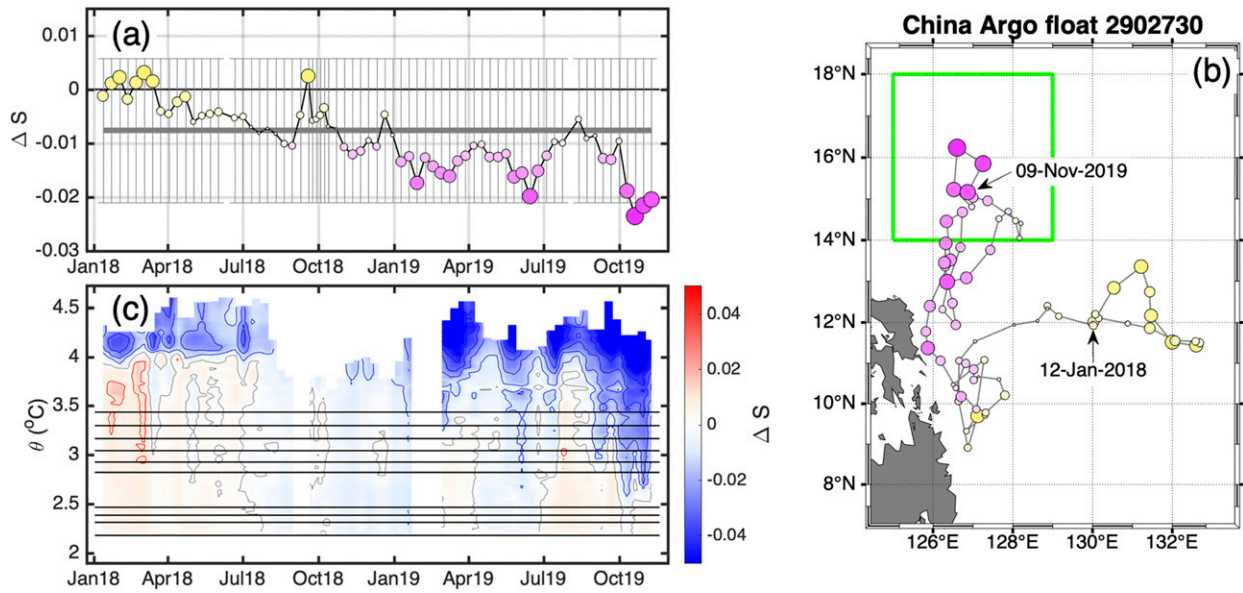 China Argo float 2902730
(a)
0.01
0
-0.01
-0.02
-0.03
Δ S
Jan18 Apr18 Jul18 Oct18 Jan19 Apr19 Jul19 Oct19
(c)
4.5
4
3.5
3
2.5
2
θ (°C)
Jan18 Apr18 Jul18 Oct18 Jan19 Apr19 Jul19 Oct19
0.04
0.02
0
-0.02
-0.04
Δ S
(b)
18°N
16°N
14°N
12°N
10°N
8°N
09-Nov-2019
12-Jan-2018
126°E 128°E 130°E 132°E